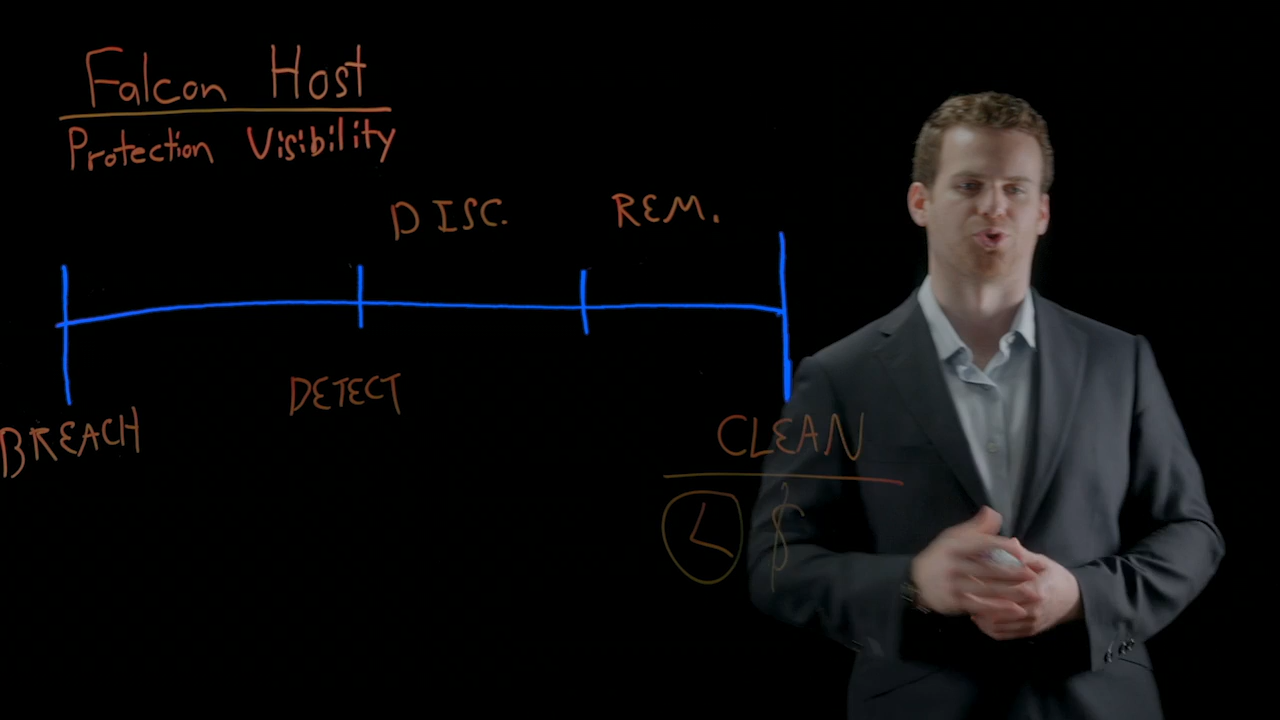 Falcon Host
Protection Visibility
DISC.
REM.
DETECT
BREACH
CLEAN
$